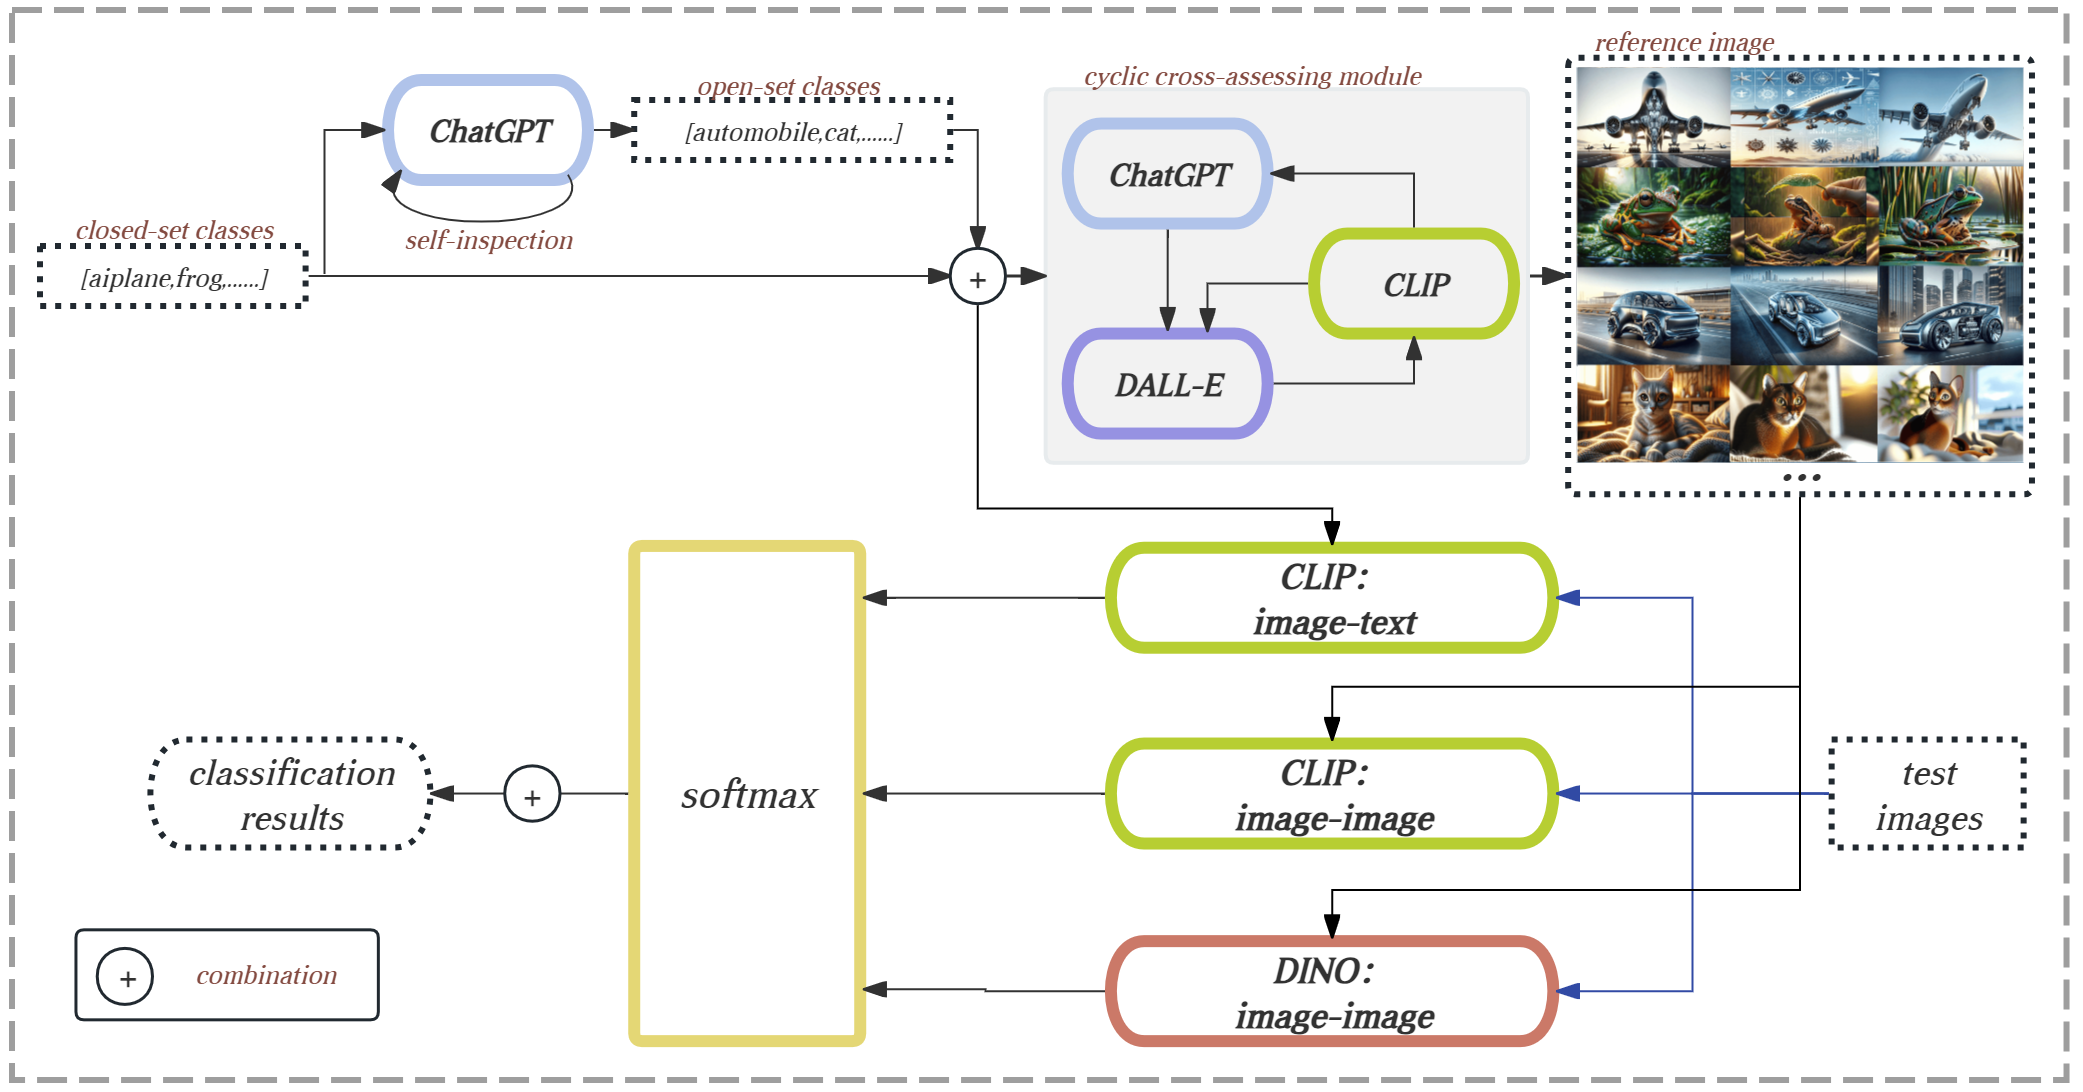 reference image
cyclic cross-assessing module
open-set classes
ChatGPT
[automobile,cat,......]
ChatGPT
closed-set classes
self-inspection
[aiplane,frog,......]
+
CLIP
DALL-E
...
CLIP:
image-text
CLIP:
image-image
test
images
classification
results
+
softmax
DINO:
image-image
+
combination